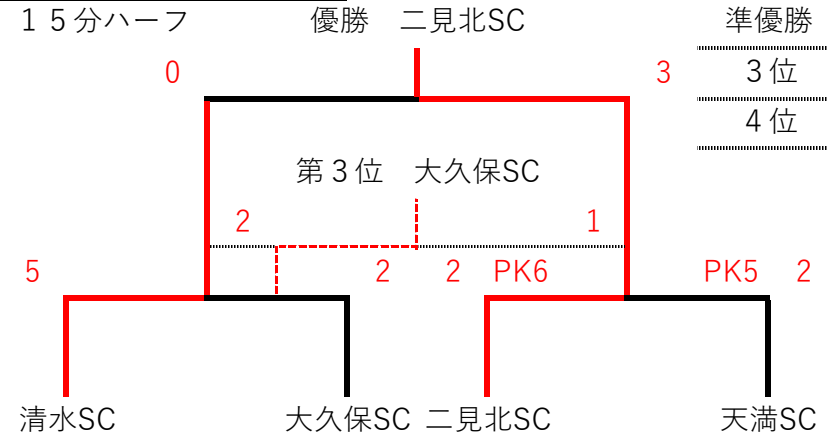 １５分ハーフ 優勝 二見北SC 準優勝
0 3 ３位
４位
第３位 大久保SC
2 1
5 2 2 PK6 PK5 2
清水SC 大久保SC 二見北SC 天満SC